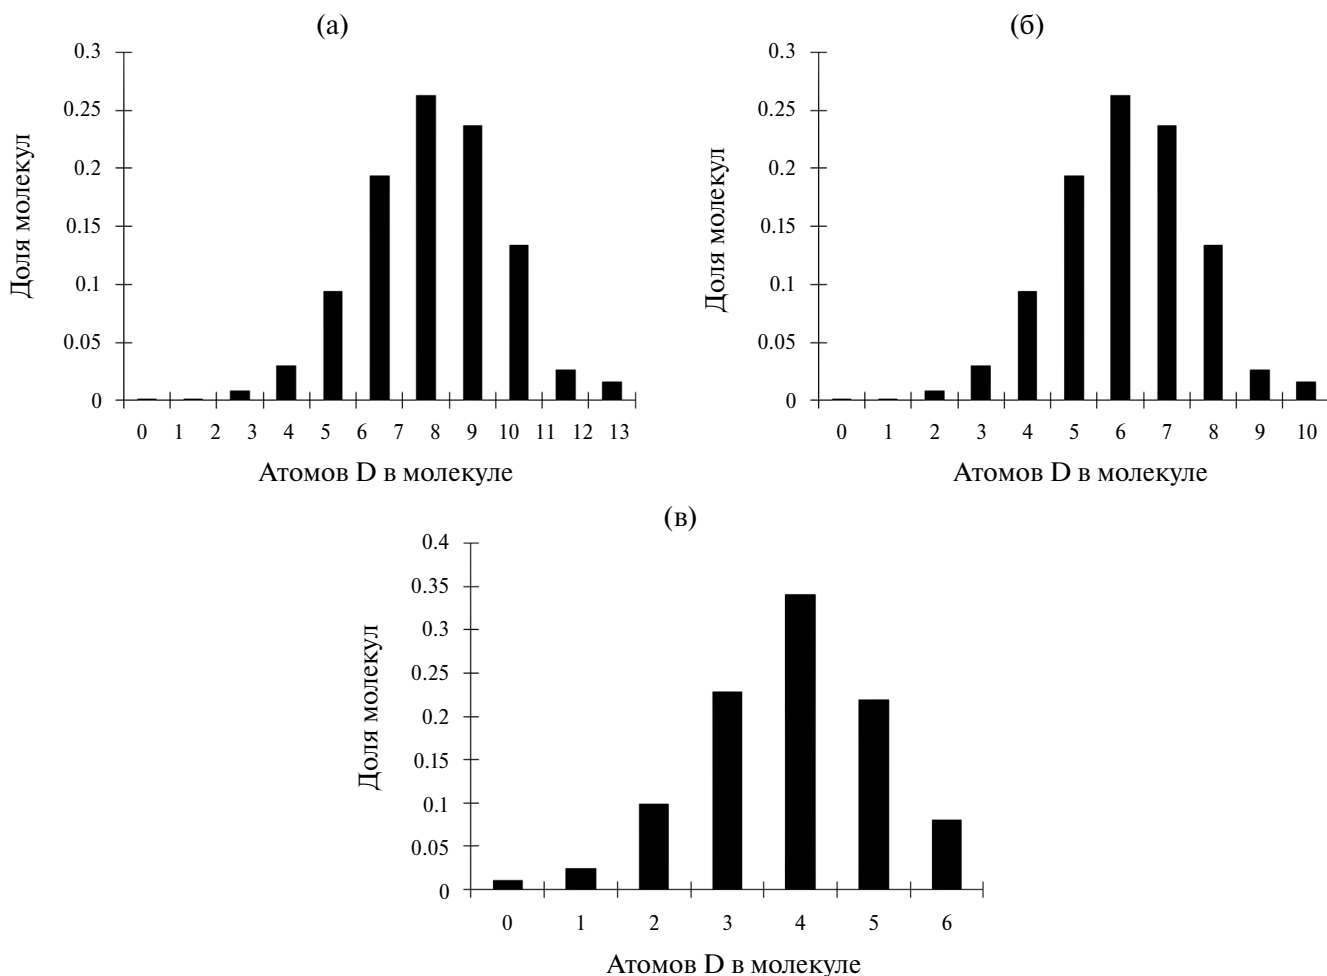 (а)
0.3
0.25
0.2
0.15
0.1
0.05
0
Доля молекул
0 1 2 3 4 5 6 7 8 9 10 11 12 13
Атомов D в молекуле
(б)
0.3
0.25
0.2
0.15
0.1
0.05
0
Доля молекул
0 1 2 3 4 5 6 7 8 9 10
Атомов D в молекуле
(в)
0.4
0.35
0.3
0.25
0.2
0.15
0.1
0.05
0
Доля молекул
0 1 2 3 4 5 6
Атомов D в молекуле